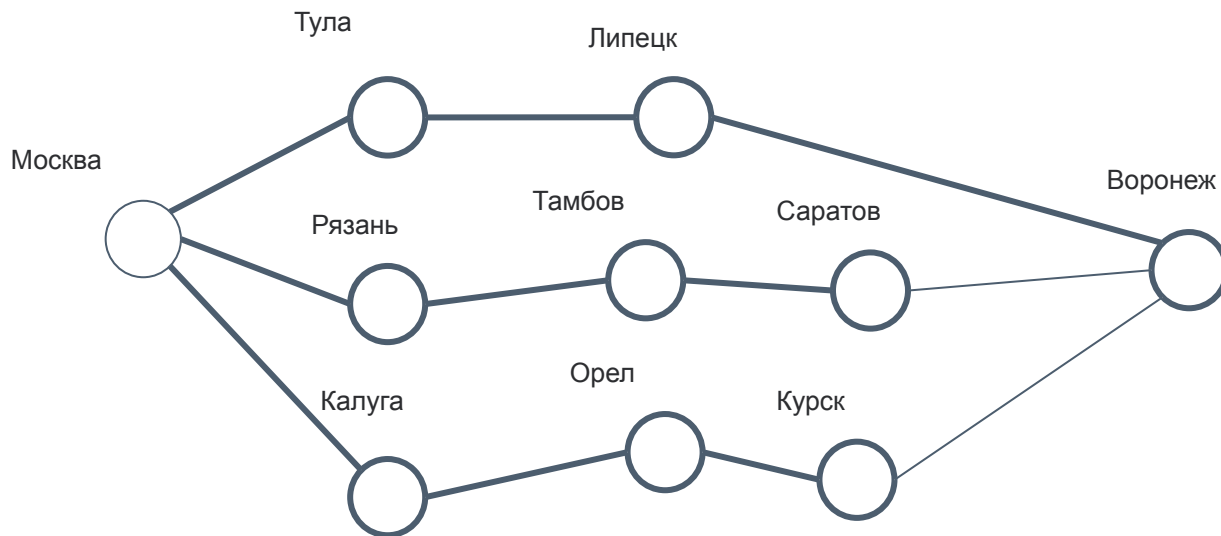 Тула
Липецк
Москва
Воронеж
Тамбов
Саратов
Рязань
Орел
Калуга
Курск